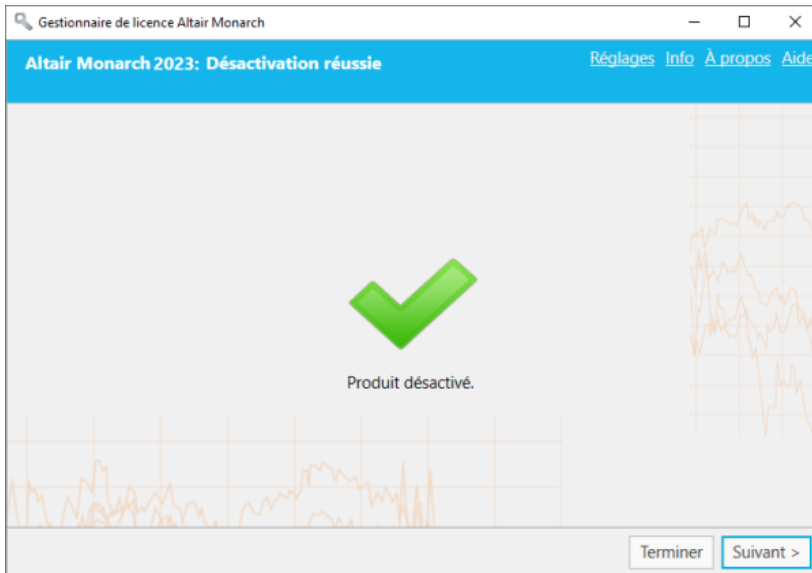 Gestionnaire de licence Altair Monarch
Altair Monarch 2023: Désactivation réussie
Réglages Info À propos Aide
Produit désactivé.
Terminer Suivant >